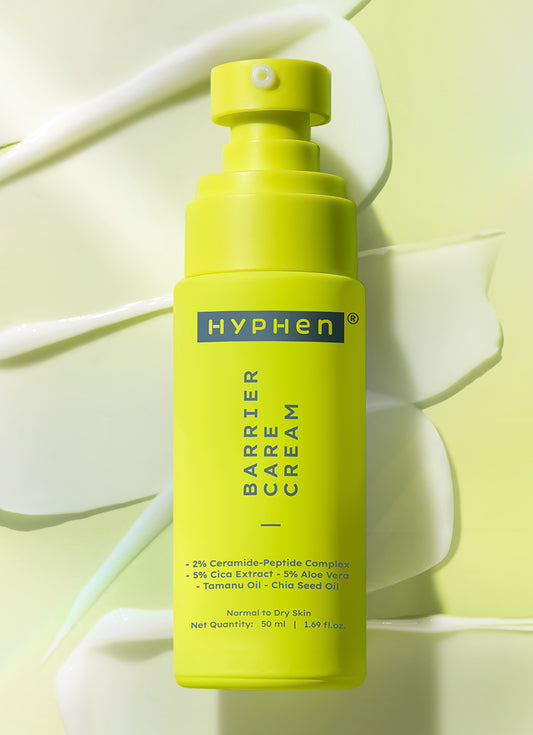 HYPHEN®
BARRIER
CARE
CREAM
- 2% Ceramide-Peptide Complex
- 5% Cica Extract - 5% Aloe Vera
- Tamanu Oil - Chia Seed Oil
Normal to Dry Skin
Net Quantity: 50 ml | 1.69 fl.oz.